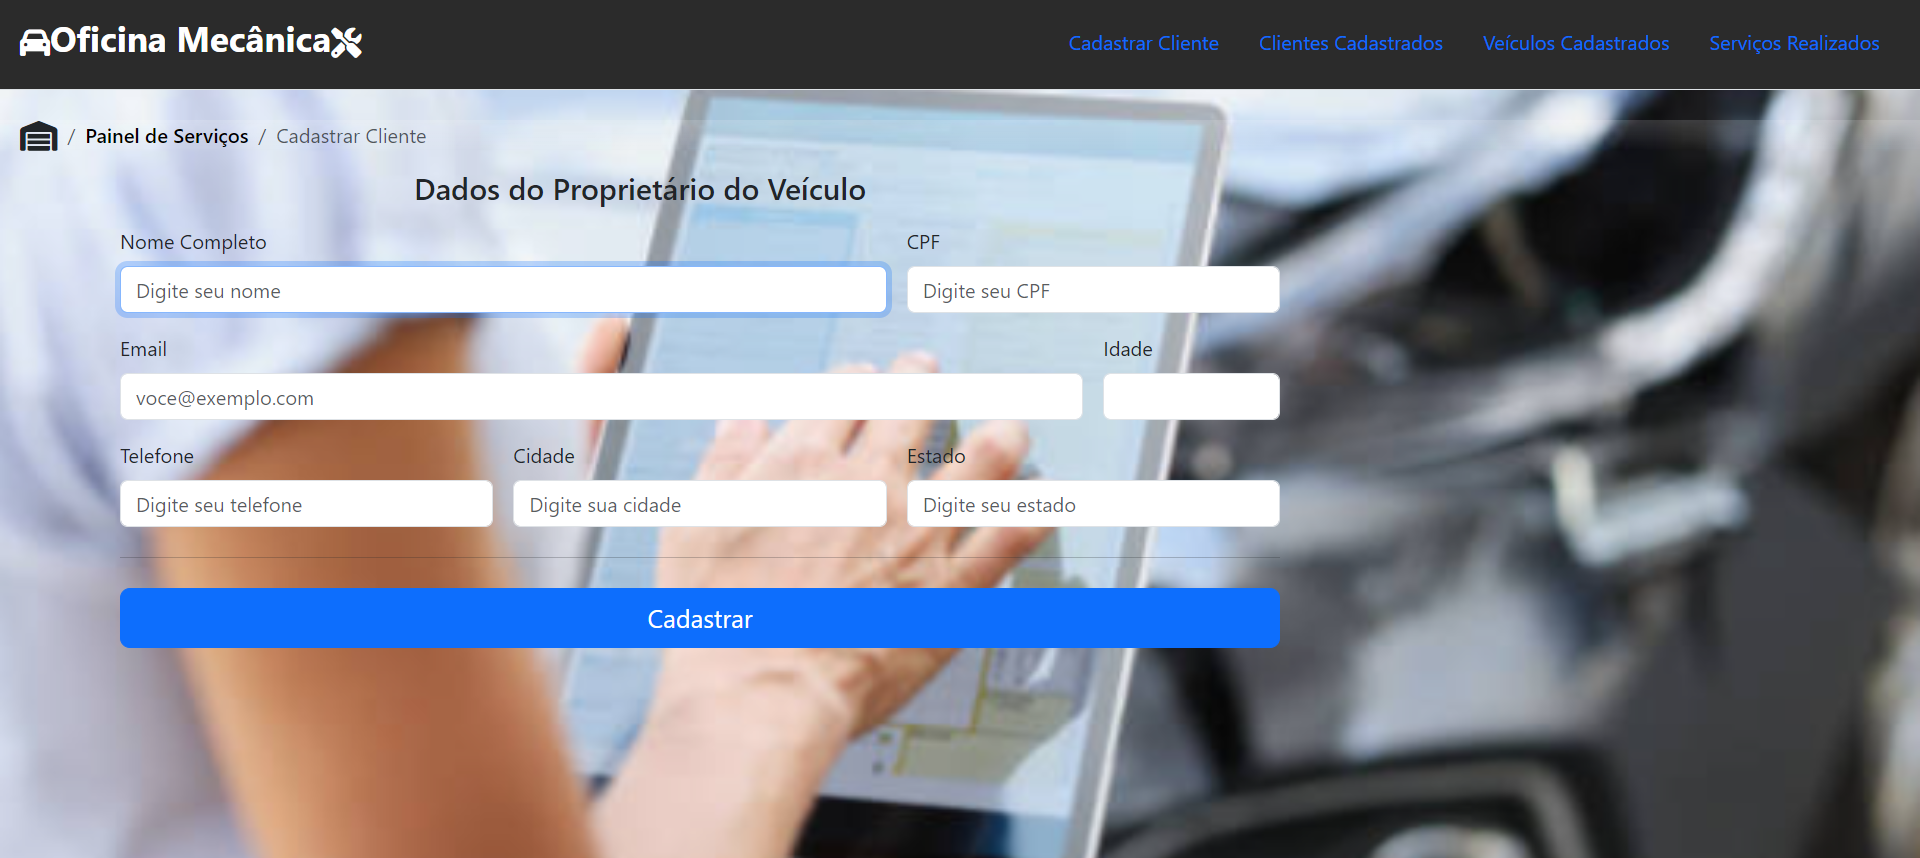 Oficina Mecânica
Cadastrar Cliente
Clientes Cadastrados
Veículos Cadastrados
Serviços Realizados
/ Painel de Serviços / Cadastrar Cliente
Dados do Proprietário do Veículo
Nome Completo
CPF
Digite seu nome
Digite seu CPF
Email
Idade
voce@exemplo.com
Telefone
Cidade
Estado
Digite seu telefone
Digite sua cidade
Digite seu estado
Cadastrar